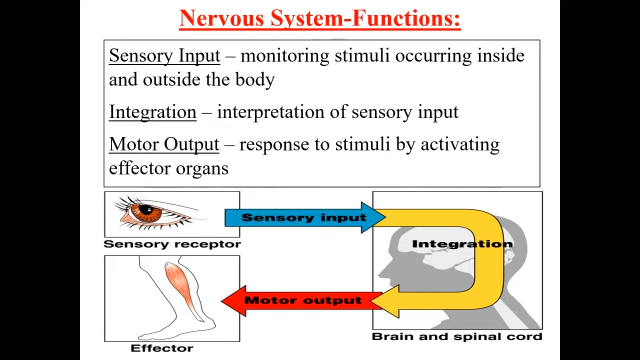 Nervous System-Functions:
Sensory Input – monitoring stimuli occurring inside
and outside the body
Integration – interpretation of sensory input
Motor Output – response to stimuli by activating
effector organs
Sensory input
Sensory receptor
Integration
Motor output
Effector
Brain and spinal cord